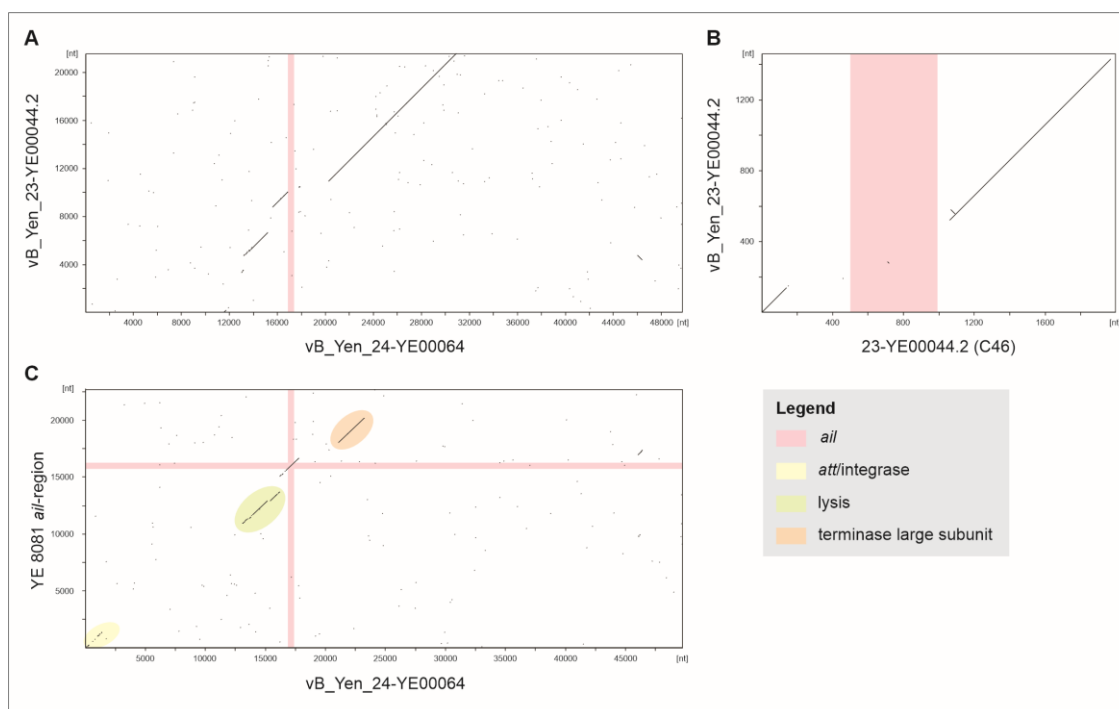 A
[nt]
20000
16000
12000
8000
4000
vB_Yen_23-YE00044.2
4000 8000 12000 16000 20000 24000 28000 32000 36000 40000 44000 48000 [nt]
vB_Yen_24-YE00064
B
[nt]
1400
1000
800
400
vB_Yen_23-YE00044.2
400 800 1200 1600 [nt]
23-YE00044.2 (C46)
C
[nt]
20000
15000
10000
5000
YE 8081 ail-region
5000 10000 15000 20000 25000 30000 35000 40000 45000 [nt]
vB_Yen_24-YE00064
Legend
ail
att/integrase
lysis
terminase large subunit